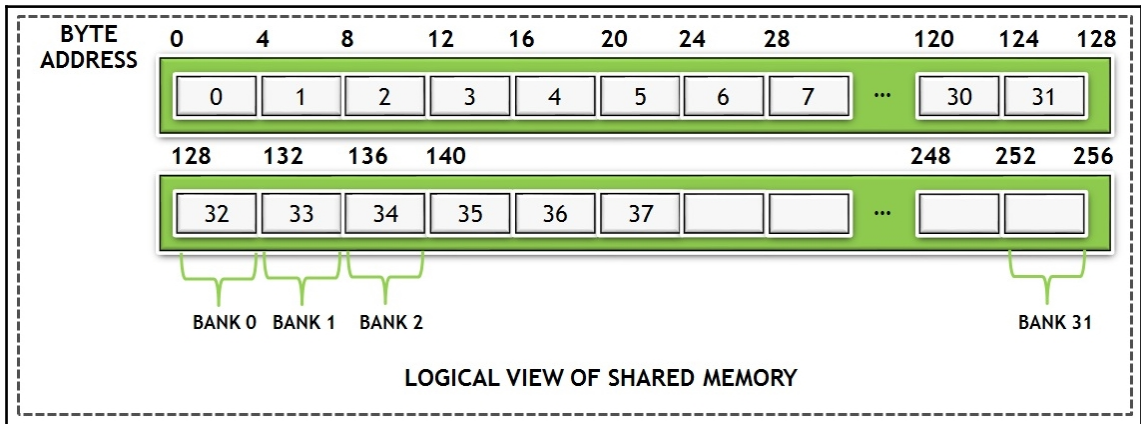 BYTE ADDRESS 0 4 8 12 16 20 24 28 120 124 128
0 1 2 3 4 5 6 7 ... 30 31
128 132 136 140 248 252 256
32 33 34 35 36 37 ...
BANK 0 BANK 1 BANK 2 BANK 31
LOGICAL VIEW OF SHARED MEMORY